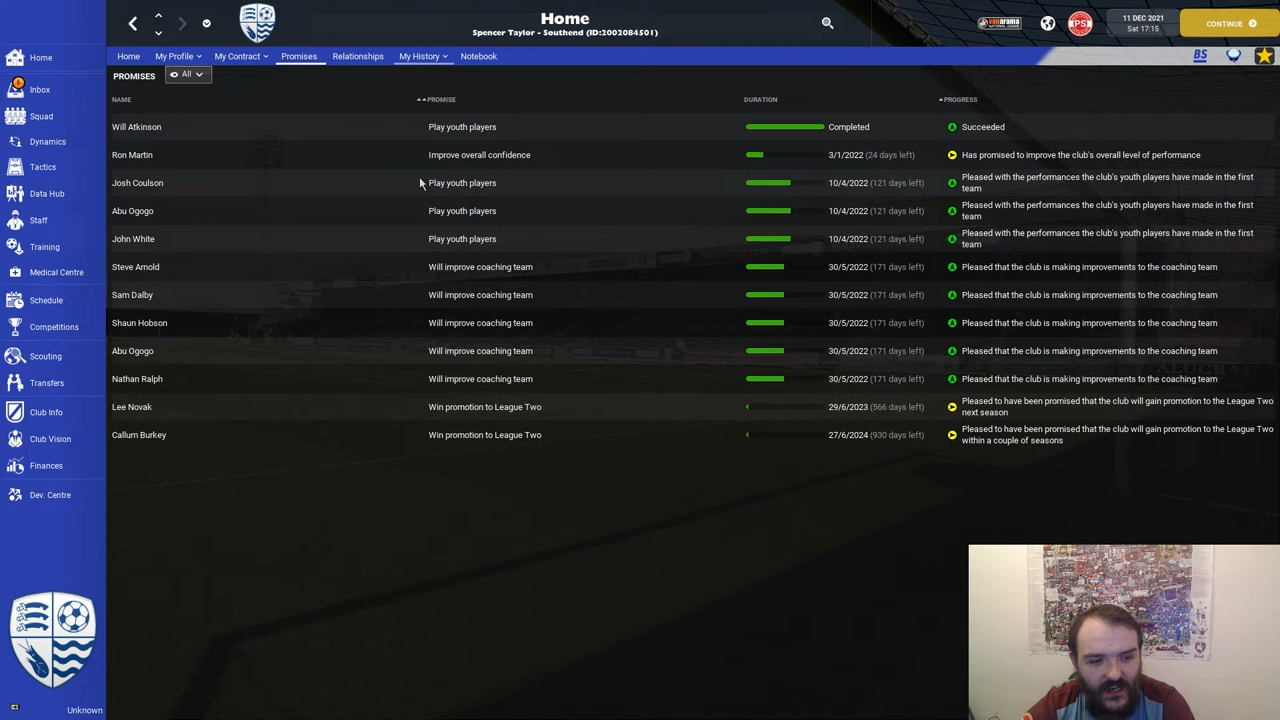 Home
Spencer Taylor - Southend (ID:2002084501)
VANARAMA
NATIONAL LEAGUE
PS
11 DEC 2021
Sat 17:15
CONTINUE
Home
My Profile
My Contract
Promises
Relationships
My History
Notebook
BS
PROMISES
All
NAME
PROMISE
DURATION
PROGRESS
Will Atkinson Play youth players Completed Succeeded
Ron Martin Improve overall confidence 3/1/2022 (24 days left) Has promised to improve the club's overall level of performance
Josh Coulson Play youth players 10/4/2022 (121 days left) Pleased with the performances the club's youth players have made in the first
team
Abu Ogogo Play youth players 10/4/2022 (121 days left) Pleased with the performances the club's youth players have made in the first
team
John White Play youth players 10/4/2022 (121 days left) Pleased with the performances the club's youth players have made in the first
team
Steve Arnold Will improve coaching team 30/5/2022 (171 days left) Pleased that the club is making improvements to the coaching team
Sam Dalby Will improve coaching team 30/5/2022 (171 days left) Pleased that the club is making improvements to the coaching team
Shaun Hobson Will improve coaching team 30/5/2022 (171 days left) Pleased that the club is making improvements to the coaching team
Abu Ogogo Will improve coaching team 30/5/2022 (171 days left) Pleased that the club is making improvements to the coaching team
Nathan Ralph Will improve coaching team 30/5/2022 (171 days left) Pleased that the club is making improvements to the coaching team
Lee Novak Win promotion to League Two 29/6/2023 (566 days left) Pleased to have been promised that the club will gain promotion to the League Two
next season
Callum Burkey Win promotion to League Two 27/6/2024 (930 days left) Pleased to have been promised that the club will gain promotion to the League Two
within a couple of seasons
Home
6
Inbox
Squad
Dynamics
Tactics
Data Hub
Staff
Training
Medical Centre
Schedule
Competitions
Scouting
Transfers
Club Info
Club Vision
Finances
Dev. Centre
Unknown